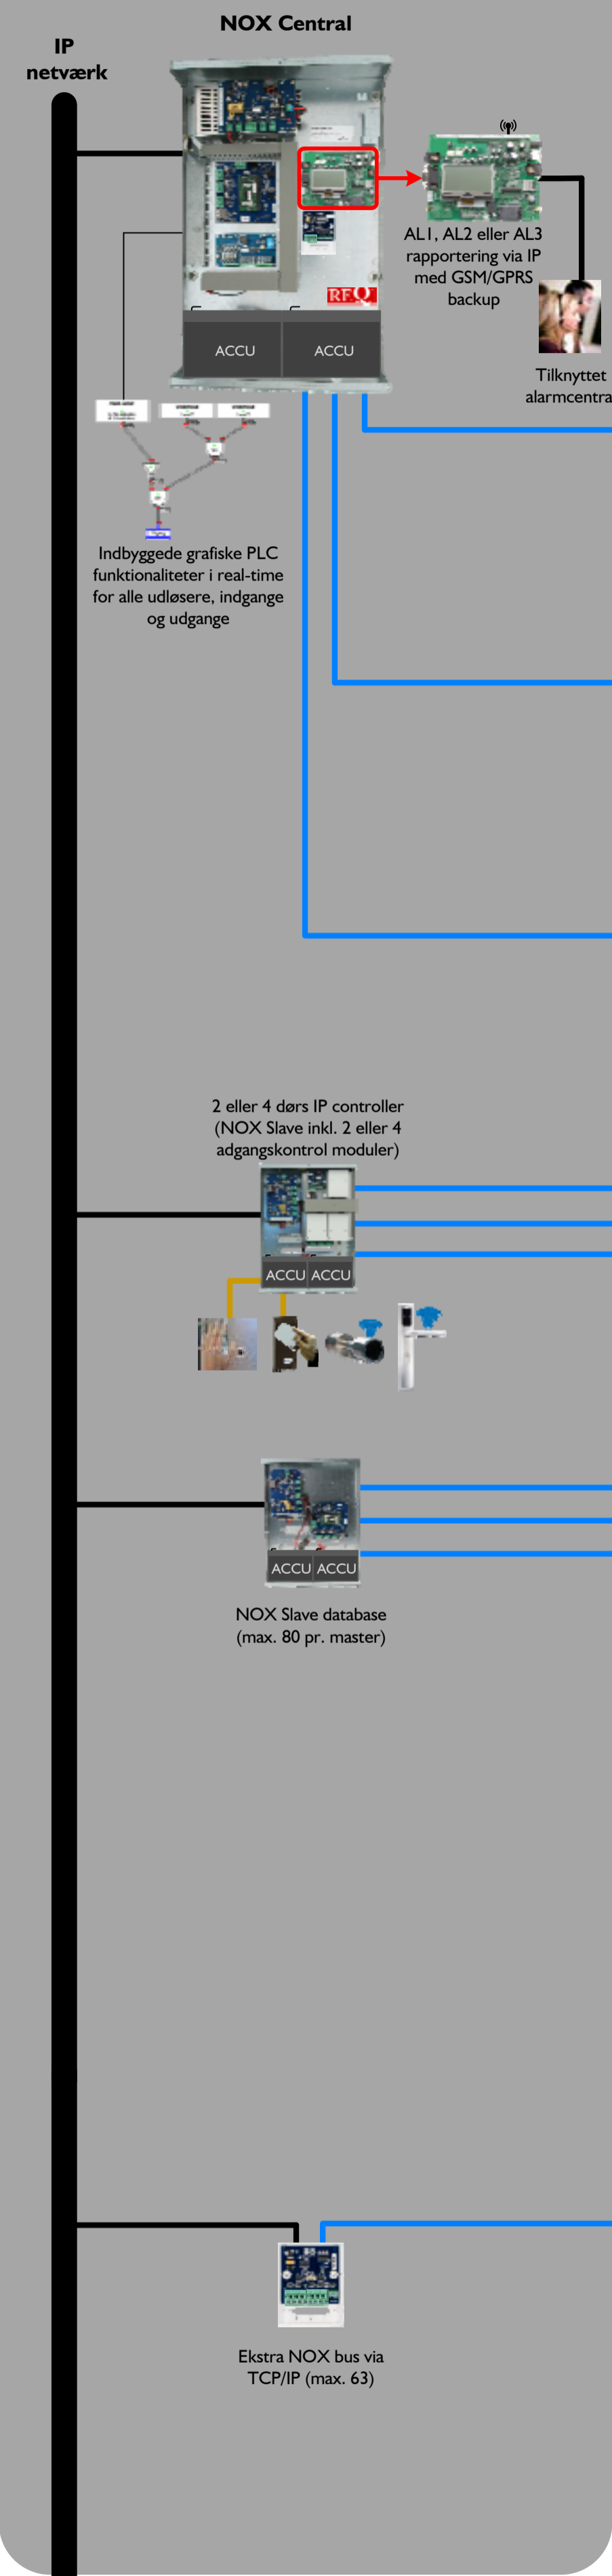 NOX Central
IP
netværk
AL1, AL2 eller AL3
rapportering via IP
med GSM/GPRS
backup
ACCU
ACCU
Tilknyttet
alarmcentra
Indbyggede grafiske PLC
funktionaliteter i real-time
for alle udløsere, indgange
og udgange
2 eller 4 dørs IP controller
(NOX Slave inkl. 2 eller 4
adgangskontrol moduler)
ACCU
ACCU
ACCU
ACCU
NOX Slave database
(max. 80 pr. master)
Ekstra NOX bus via
TCP/IP (max. 63)